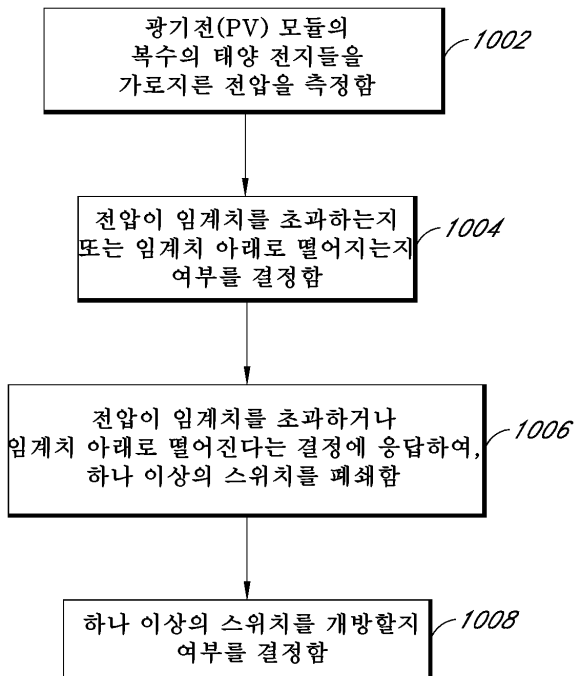 광기전(PV) 모듈의
복수의 태양 전지들을
가로지른 전압을 측정함
1002
전압이 임계치를 초과하는지
또는 임계치 아래로 떨어지는지
여부를 결정함
1004
전압이 임계치를 초과하거나
임계치 아래로 떨어진다는 결정에 응답하여,
하나 이상의 스위치를 폐쇄함
1006
하나 이상의 스위치를 개방할지
여부를 결정함
1008